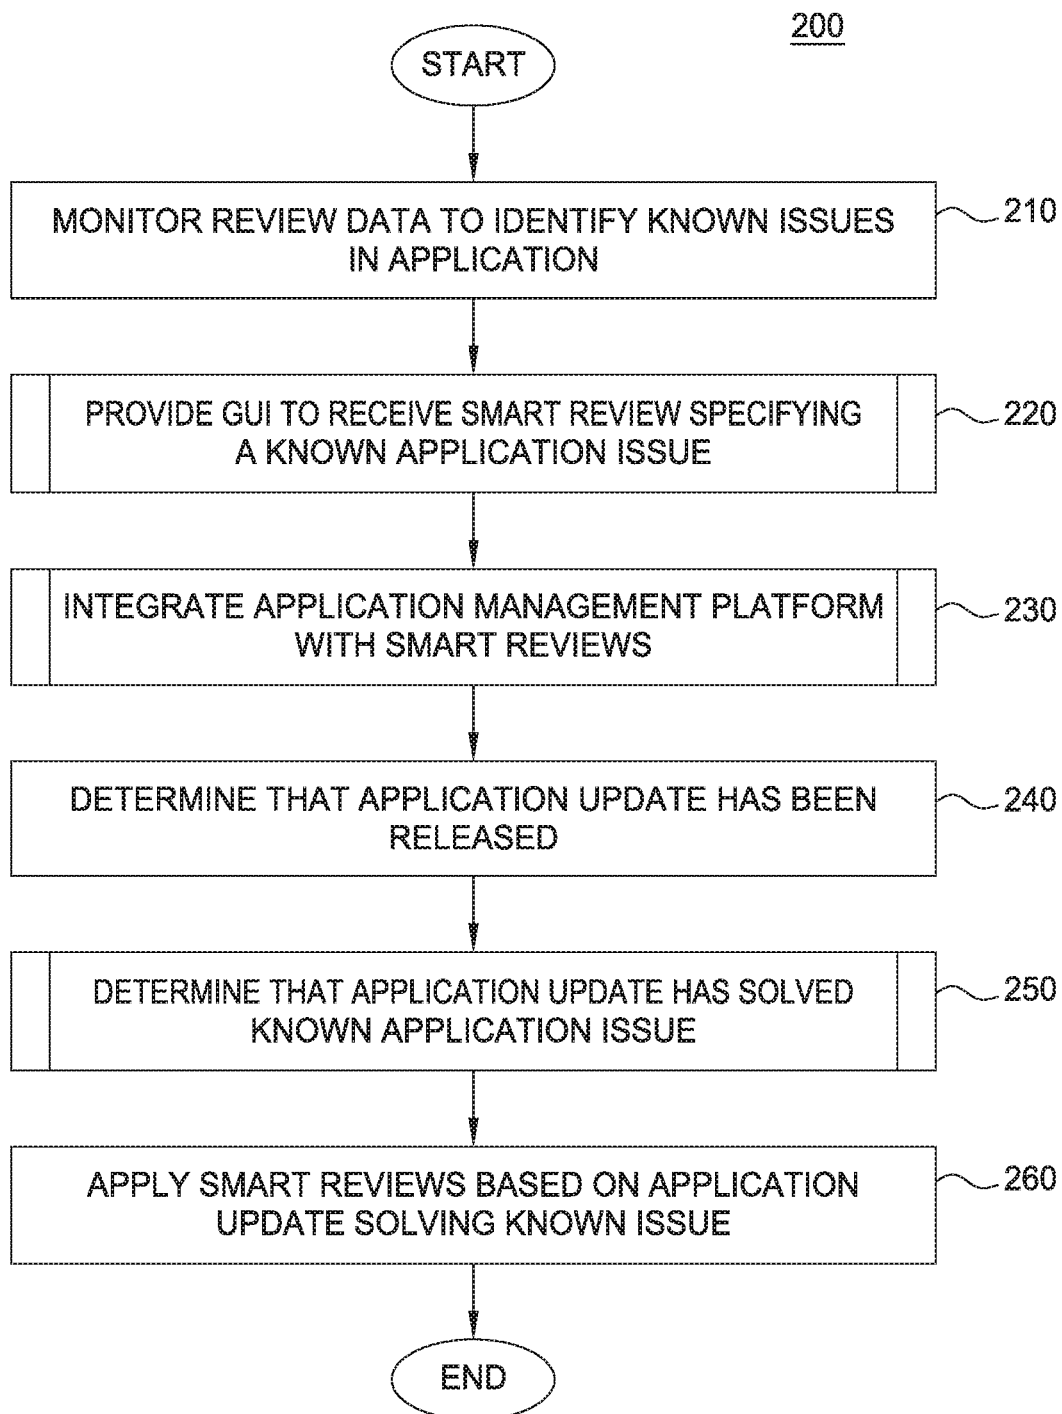 200
START
MONITOR REVIEW DATA TO IDENTIFY KNOWN ISSUES
IN APPLICATION
210
PROVIDE GUI TO RECEIVE SMART REVIEW SPECIFYING
A KNOWN APPLICATION ISSUE
220
INTEGRATE APPLICATION MANAGEMENT PLATFORM
WITH SMART REVIEWS
230
DETERMINE THAT APPLICATION UPDATE HAS BEEN
RELEASED
240
DETERMINE THAT APPLICATION UPDATE HAS SOLVED
KNOWN APPLICATION ISSUE
250
APPLY SMART REVIEWS BASED ON APPLICATION
UPDATE SOLVING KNOWN ISSUE
260
END